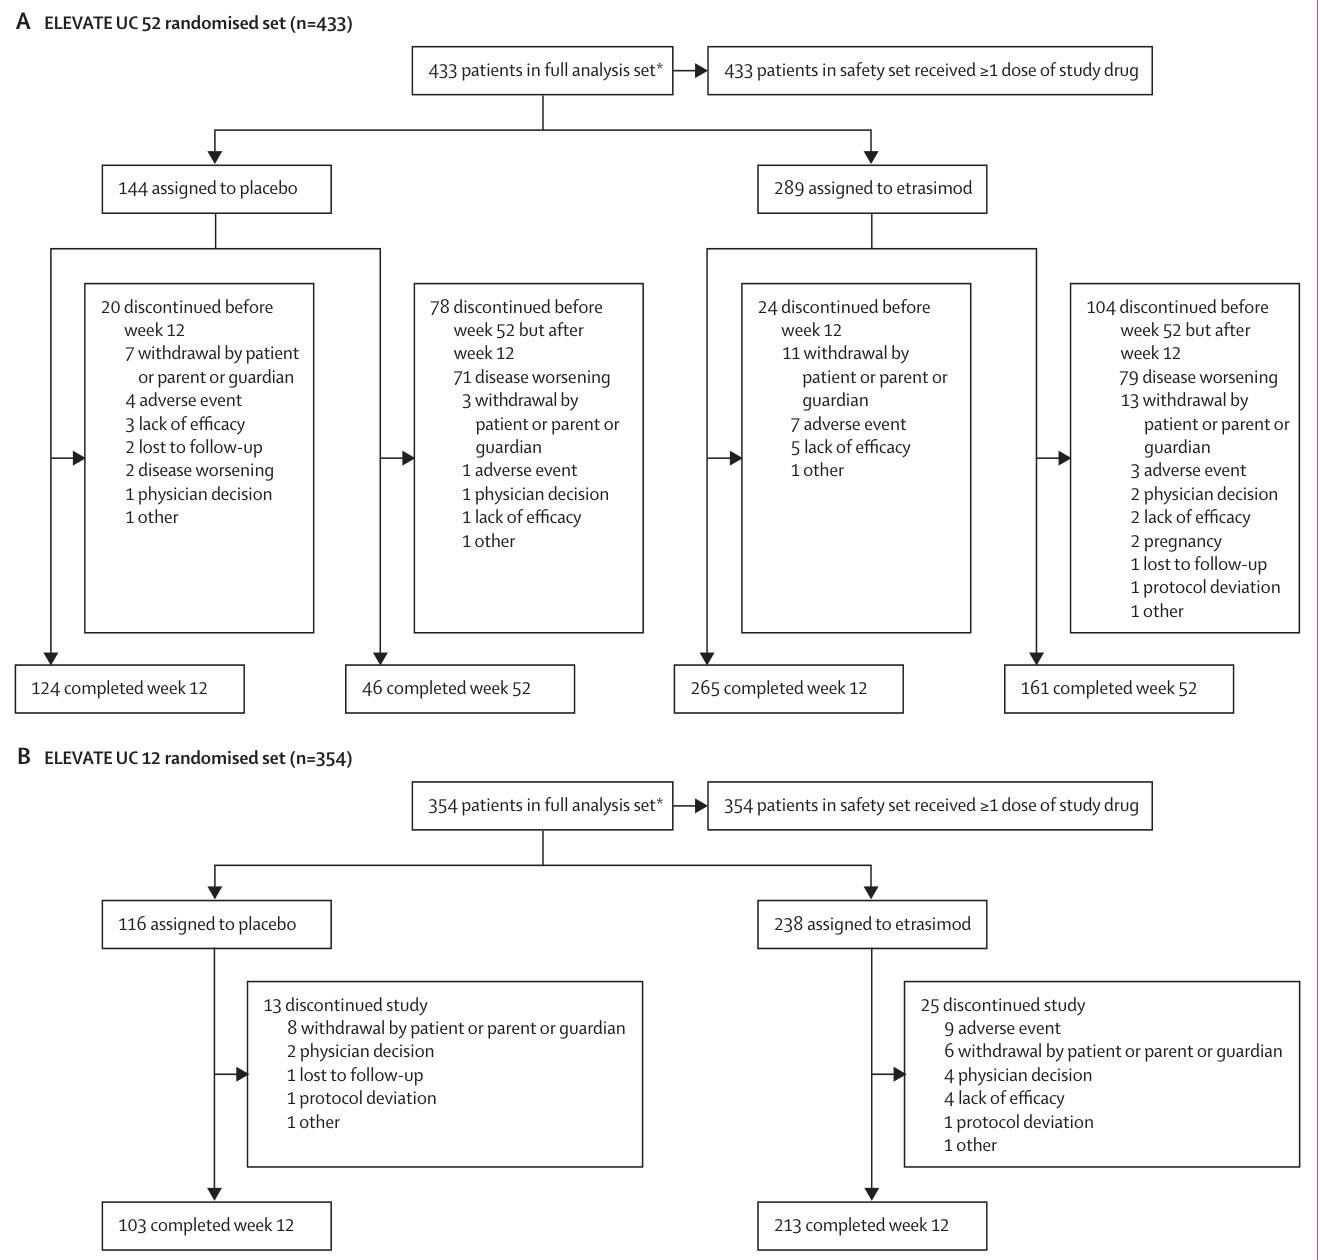 A ELEVATE UC 52 randomised set (n=433)
433 patients in full analysis set*
433 patients in safety set received ≥1 dose of study drug
144 assigned to placebo
289 assigned to etrasimod
20 discontinued before
week 12
7 withdrawal by patient
or parent or guardian
4 adverse event
3 lack of efficacy
2 lost to follow-up
2 disease worsening
1 physician decision
1 other
78 discontinued before
week 52 but after
week 12
71 disease worsening
3 withdrawal by
patient or parent or
guardian
1 adverse event
1 physician decision
1 lack of efficacy
1 other
24 discontinued before
week 12
11 withdrawal by
patient or parent or
guardian
7 adverse event
5 lack of efficacy
1 other
104 discontinued before
week 52 but after
week 12
79 disease worsening
13 withdrawal by
patient or parent or
guardian
3 adverse event
2 physician decision
2 lack of efficacy
2 pregnancy
1 lost to follow-up
1 protocol deviation
1 other
124 completed week 12
46 completed week 52
265 completed week 12
161 completed week 52
B ELEVATE UC 12 randomised set (n=354)
354 patients in full analysis set*
354 patients in safety set received ≥1 dose of study drug
116 assigned to placebo
238 assigned to etrasimod
13 discontinued study
8 withdrawal by patient or parent or guardian
2 physician decision
1 lost to follow-up
1 protocol deviation
1 other
25 discontinued study
9 adverse event
6 withdrawal by patient or parent or guardian
4 physician decision
4 lack of efficacy
1 protocol deviation
1 other
103 completed week 12
213 completed week 12